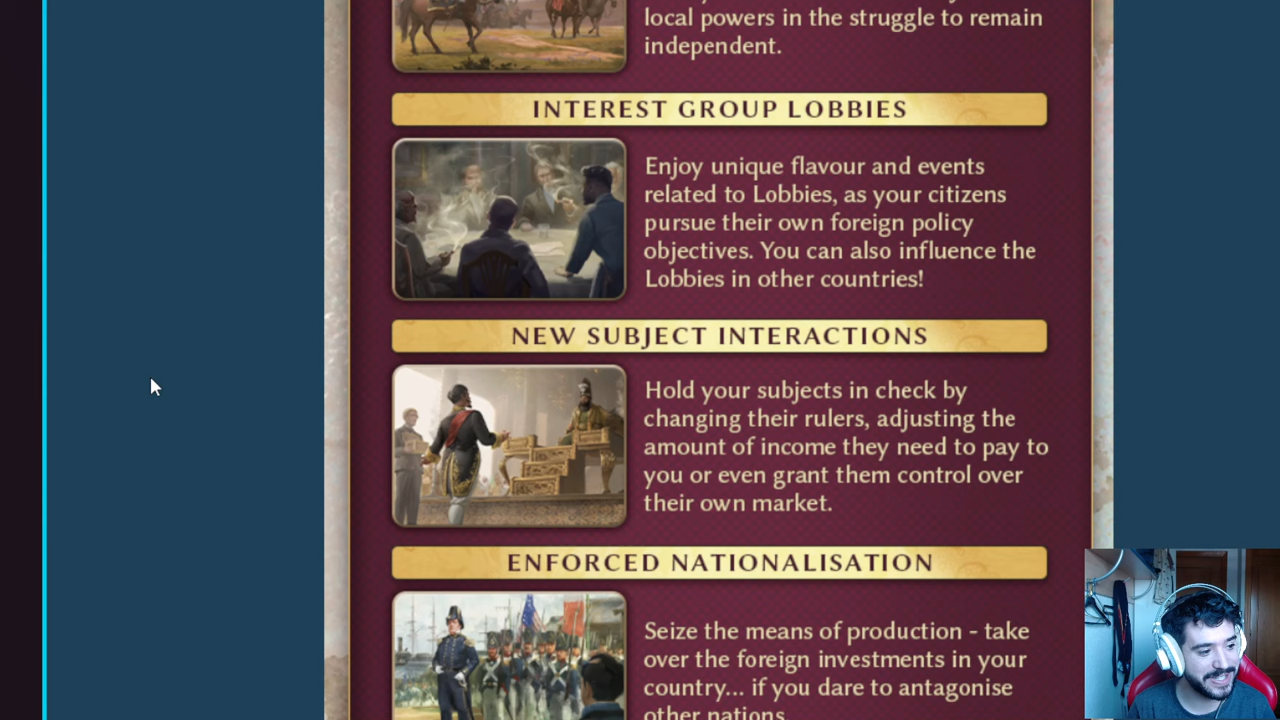 local powers in the struggle to remain
independent.
INTEREST GROUP LOBBIES
Enjoy unique flavour and events
related to Lobbies, as your citizens
pursue their own foreign policy
objectives. You can also influence the
Lobbies in other countries!
NEW SUBJECT INTERACTIONS
Hold your subjects in check by
changing their rulers, adjusting the
amount of income they need to pay to
you or even grant them control over
their own market.
ENFORCED NATIONALISATION
Seize the means of production - take
over the foreign investments in your
country... if you dare to antagonise
other nations